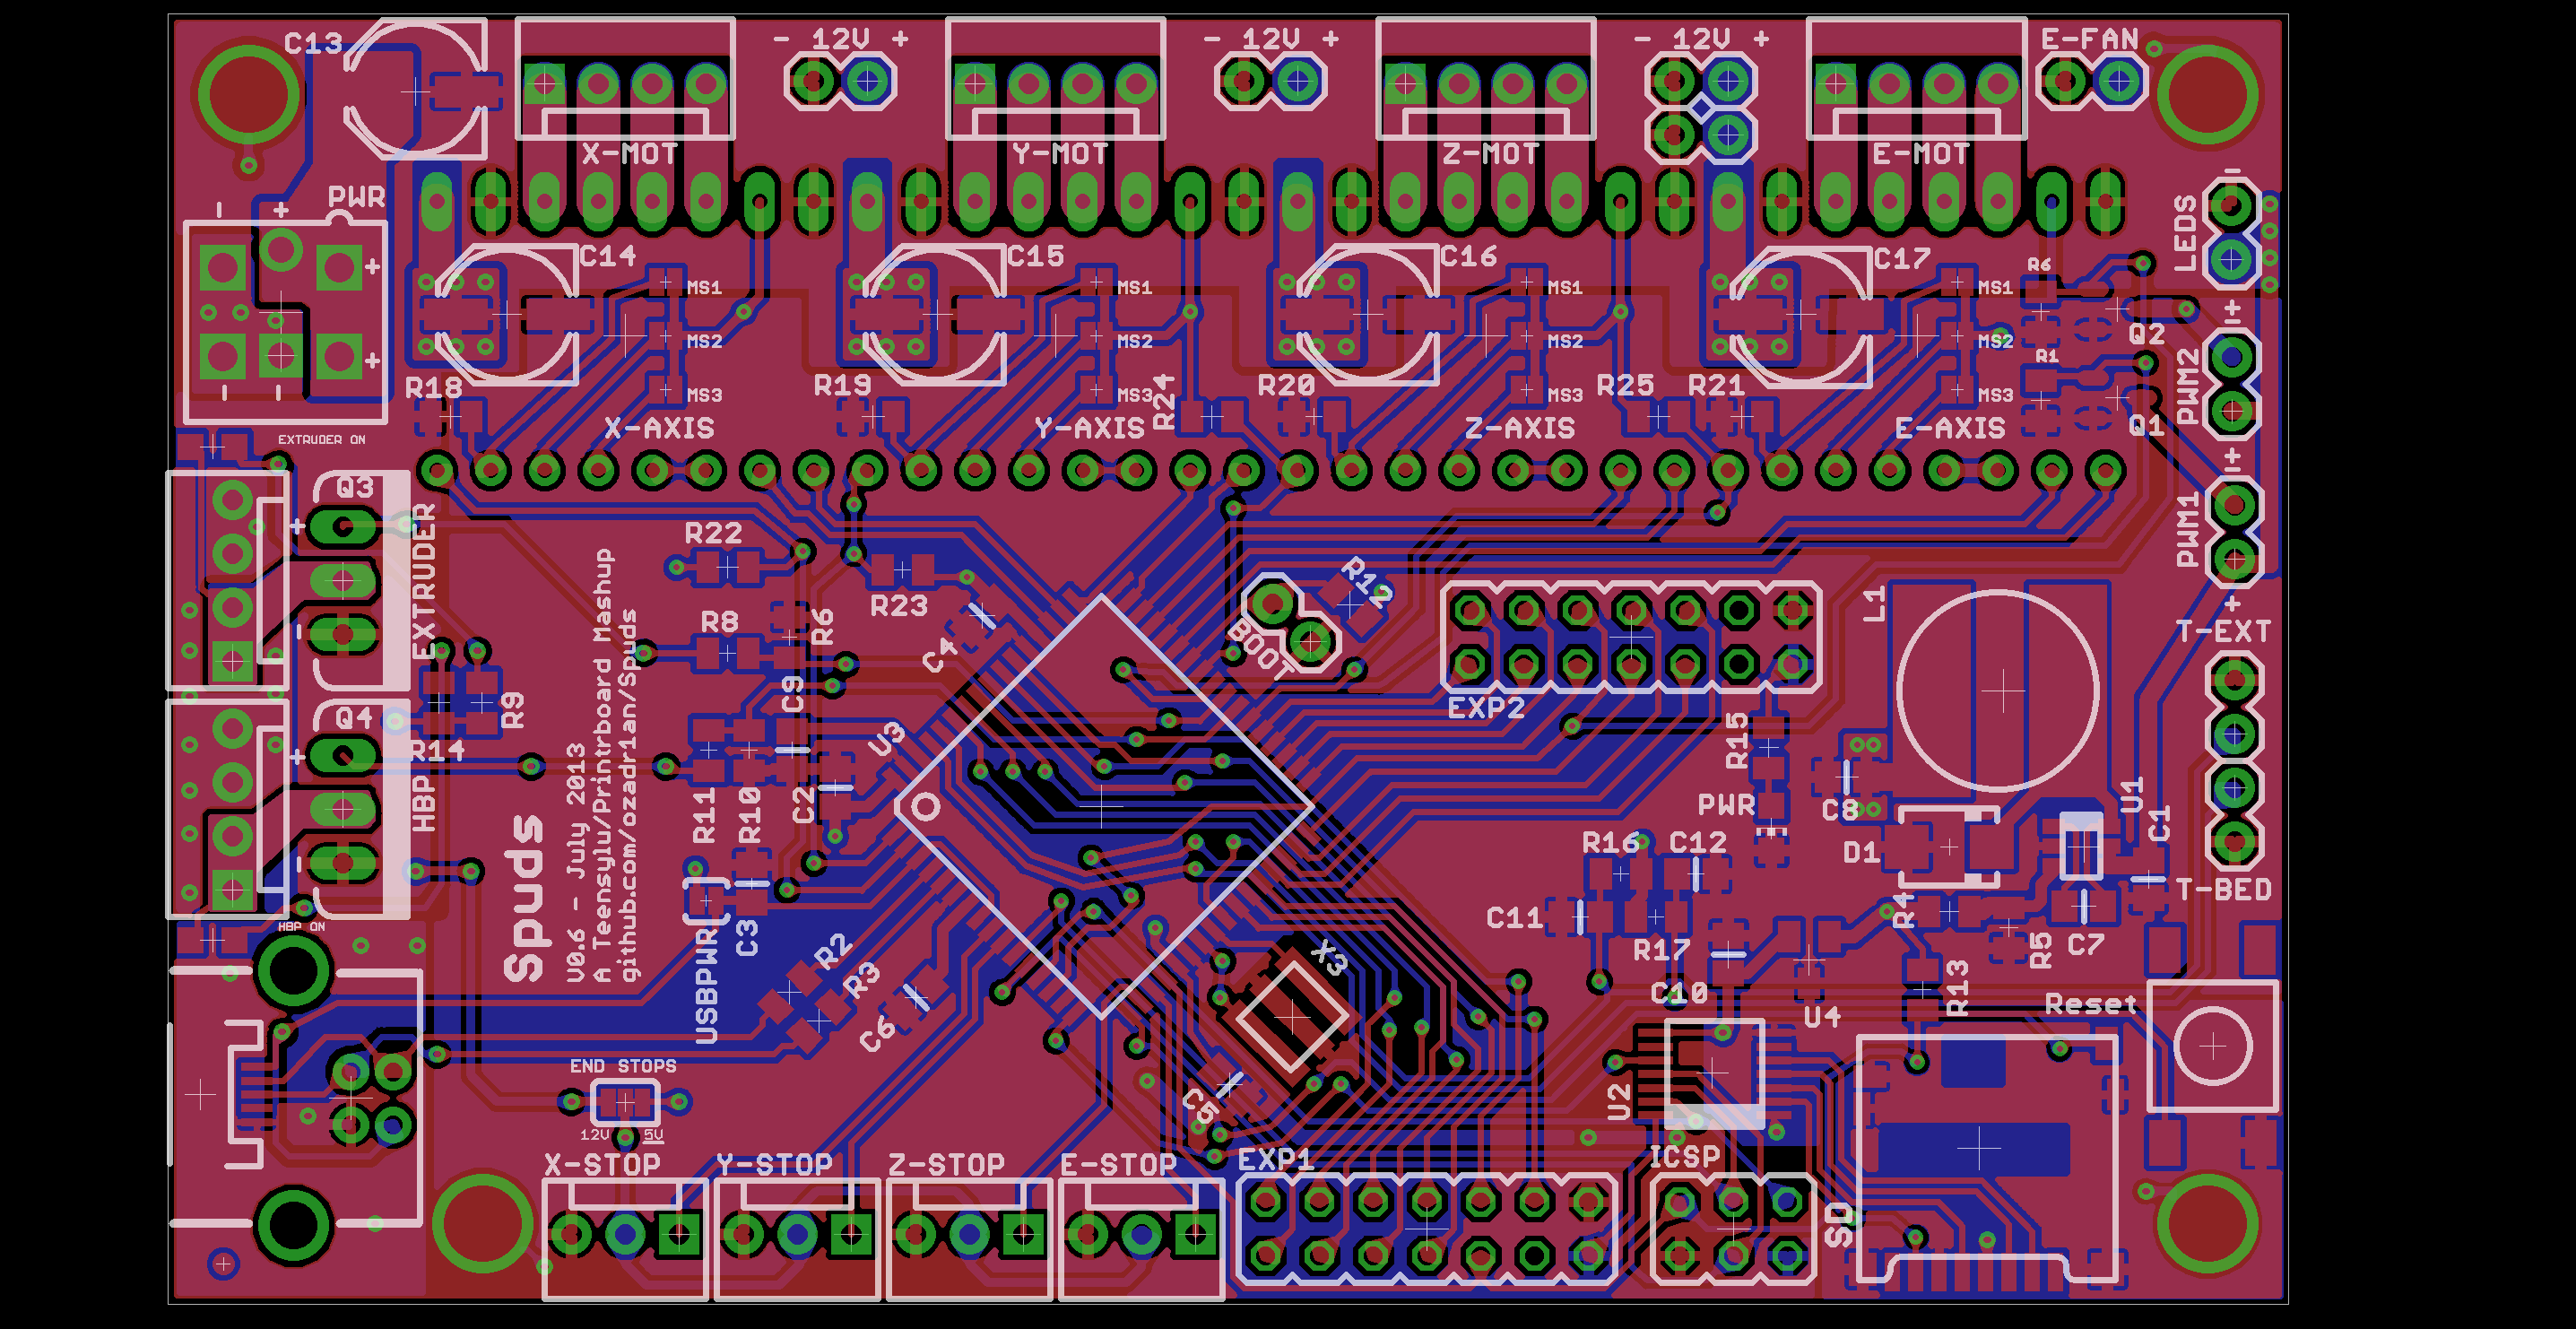 C13
- 12V +
- 12V +
- 12V +
E-FAN
X-MOT
Y-MOT
Z-MOT
E-MOT
PWR
- +
+
+
- -
LEDS
-
C14
C15
C16
C17
MS1
MS1
MS1
MS1
R6
MS2
MS2
MS2
MS2
Q2
R1
+
-
PWM2
R18
R19
R24
R20
R25
R21
MS3
MS3
MS3
MS3
Q1
X-AXIS
Y-AXIS
Z-AXIS
E-AXIS
EXTRUDER ON
+
-
PWM1
Q3
+
-
EXTRUDER
R22
R23
R12
BOOT
L1
+
T-EXT
R8
R6
C4
EXP2
R9
C9
Q4
+
-
R14
HBP
U3
R15
PWR
C8
U1
C1
R11
R10
C2
D1
T-BED
Spuds
V0.6 - July 2013
A Teensylu/Printrboard Mashup
github.com/ozadr1an/Spuds
R16
C12
C11
R17
R4
R5
C7
HBP ON
USBPWR
C3
R2
R3
C6
X3
C10
U4
R13
Reset
END STOPS
12V
5V
C5
U2
X-STOP
Y-STOP
Z-STOP
E-STOP
EXP1
ICSP
SD